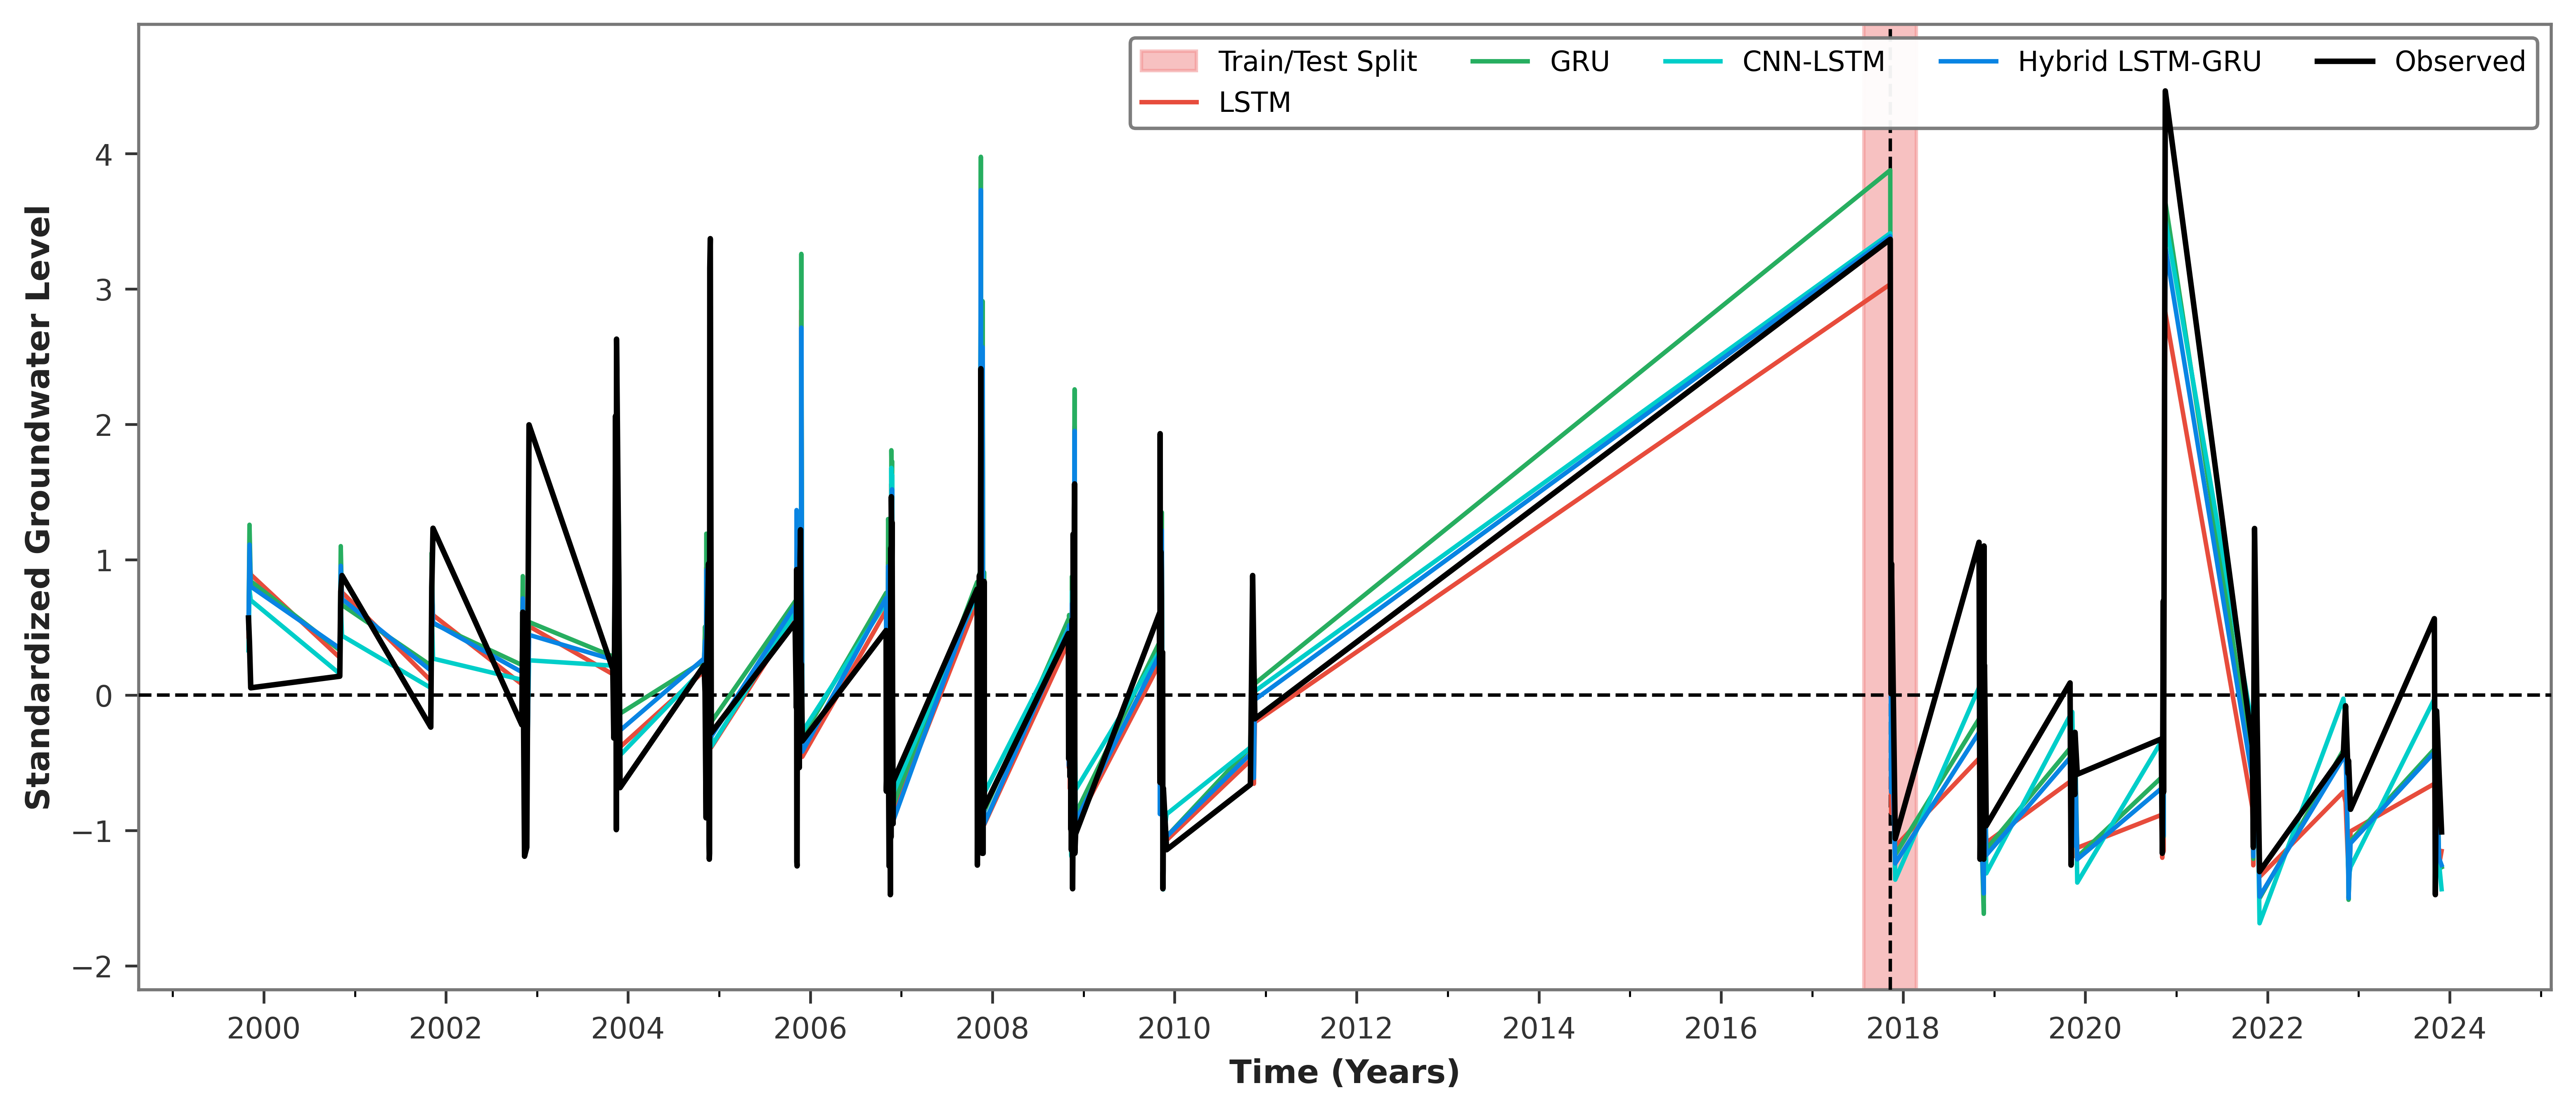 Train/Test Split
LSTM
GRU
CNN-LSTM
Hybrid LSTM-GRU
Observed
Standardized Groundwater Level
4
3
2
1
0
−1
−2
2000 2002 2004 2006 2008 2010 2012 2014 2016 2018 2020 2022 2024
Time (Years)